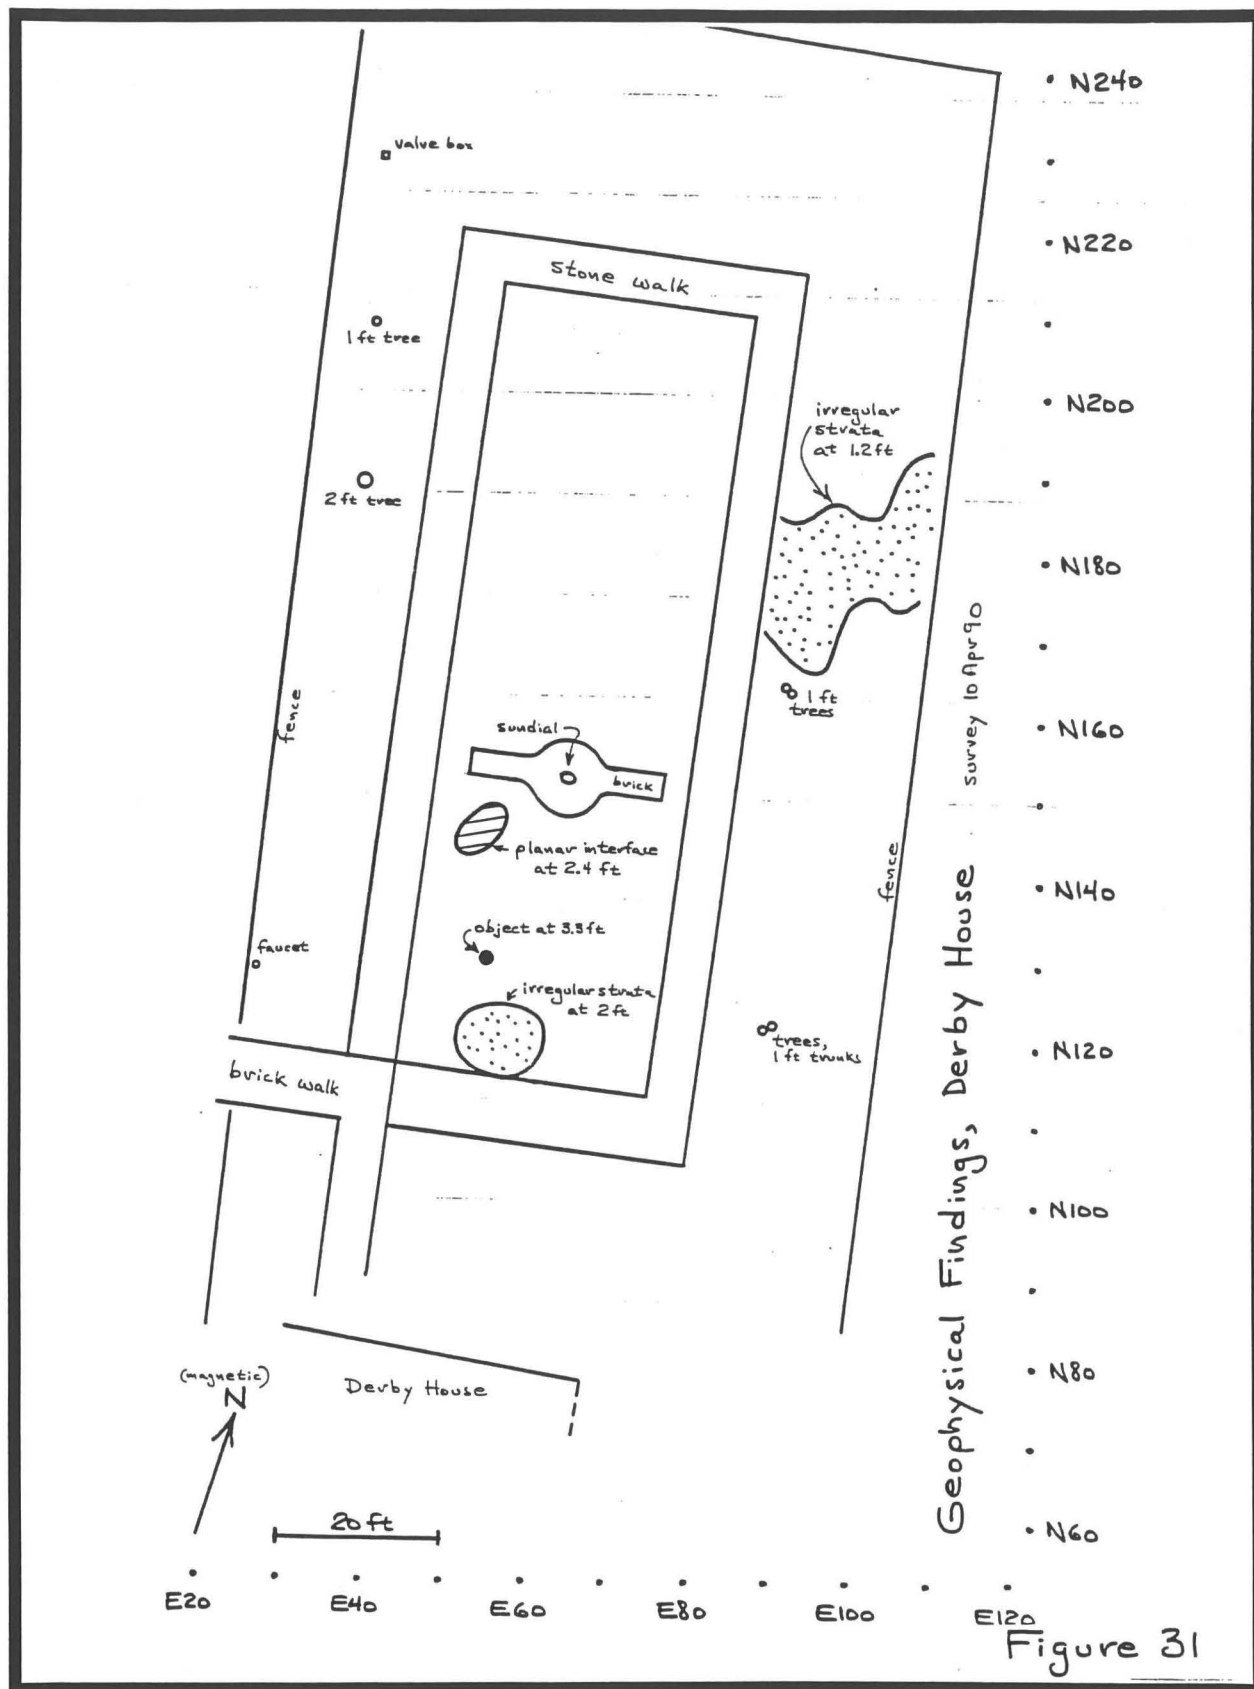 N240
valve box
N220
stone walk
1 ft tree
N200
irregular
strata
at 1.2 ft
2 ft tree
N180
survey 10 Apr 90
1 ft
trees
fence
N160
sundial
brick
planar interface
at 2.4 ft
fence
N140
object at 3.3 ft
faucet
irregular strata
at 2 ft
trees,
1 ft trunks
N120
brick walk
Geophysical Findings, Derby House
N100
(magnetic)
N
Derby House
N80
20 ft
N60
E20
E40
E60
E80
E100
E120
Figure 31